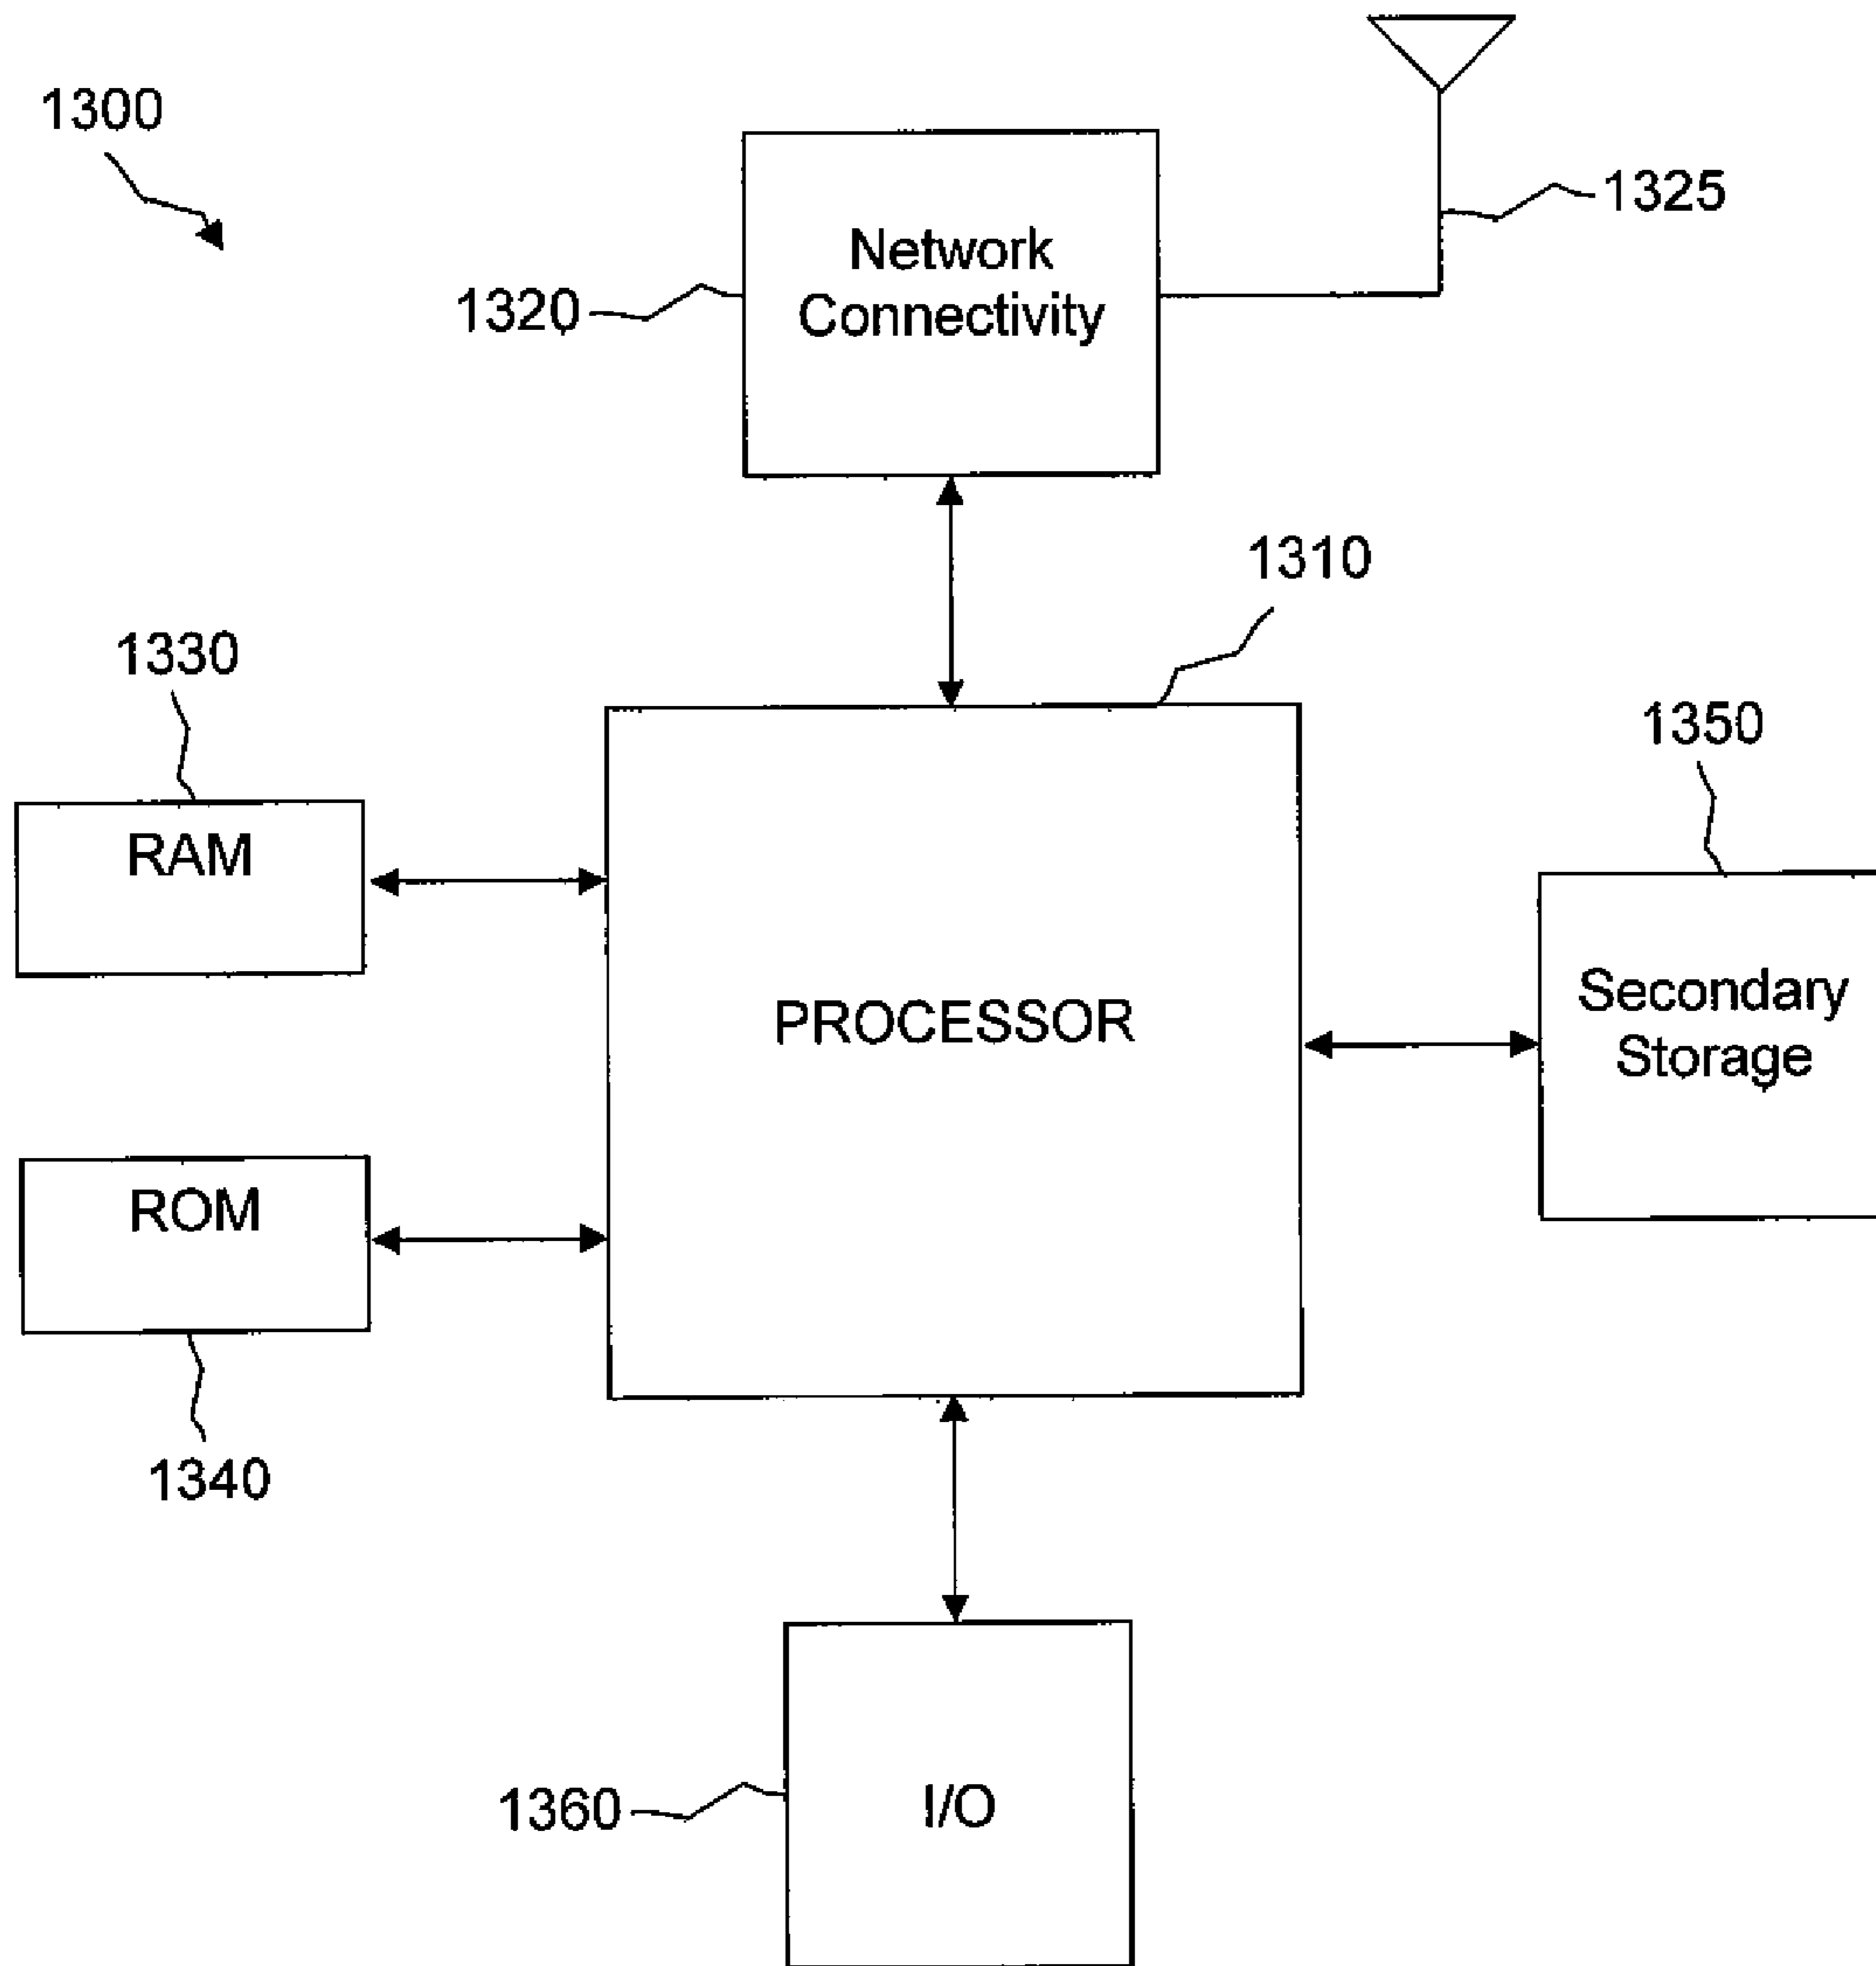 1300
1325
Network
Connectivity
1320
1310
1330
1350
RAM
Secondary
Storage
PROCESSOR
ROM
1340
1360
I/O